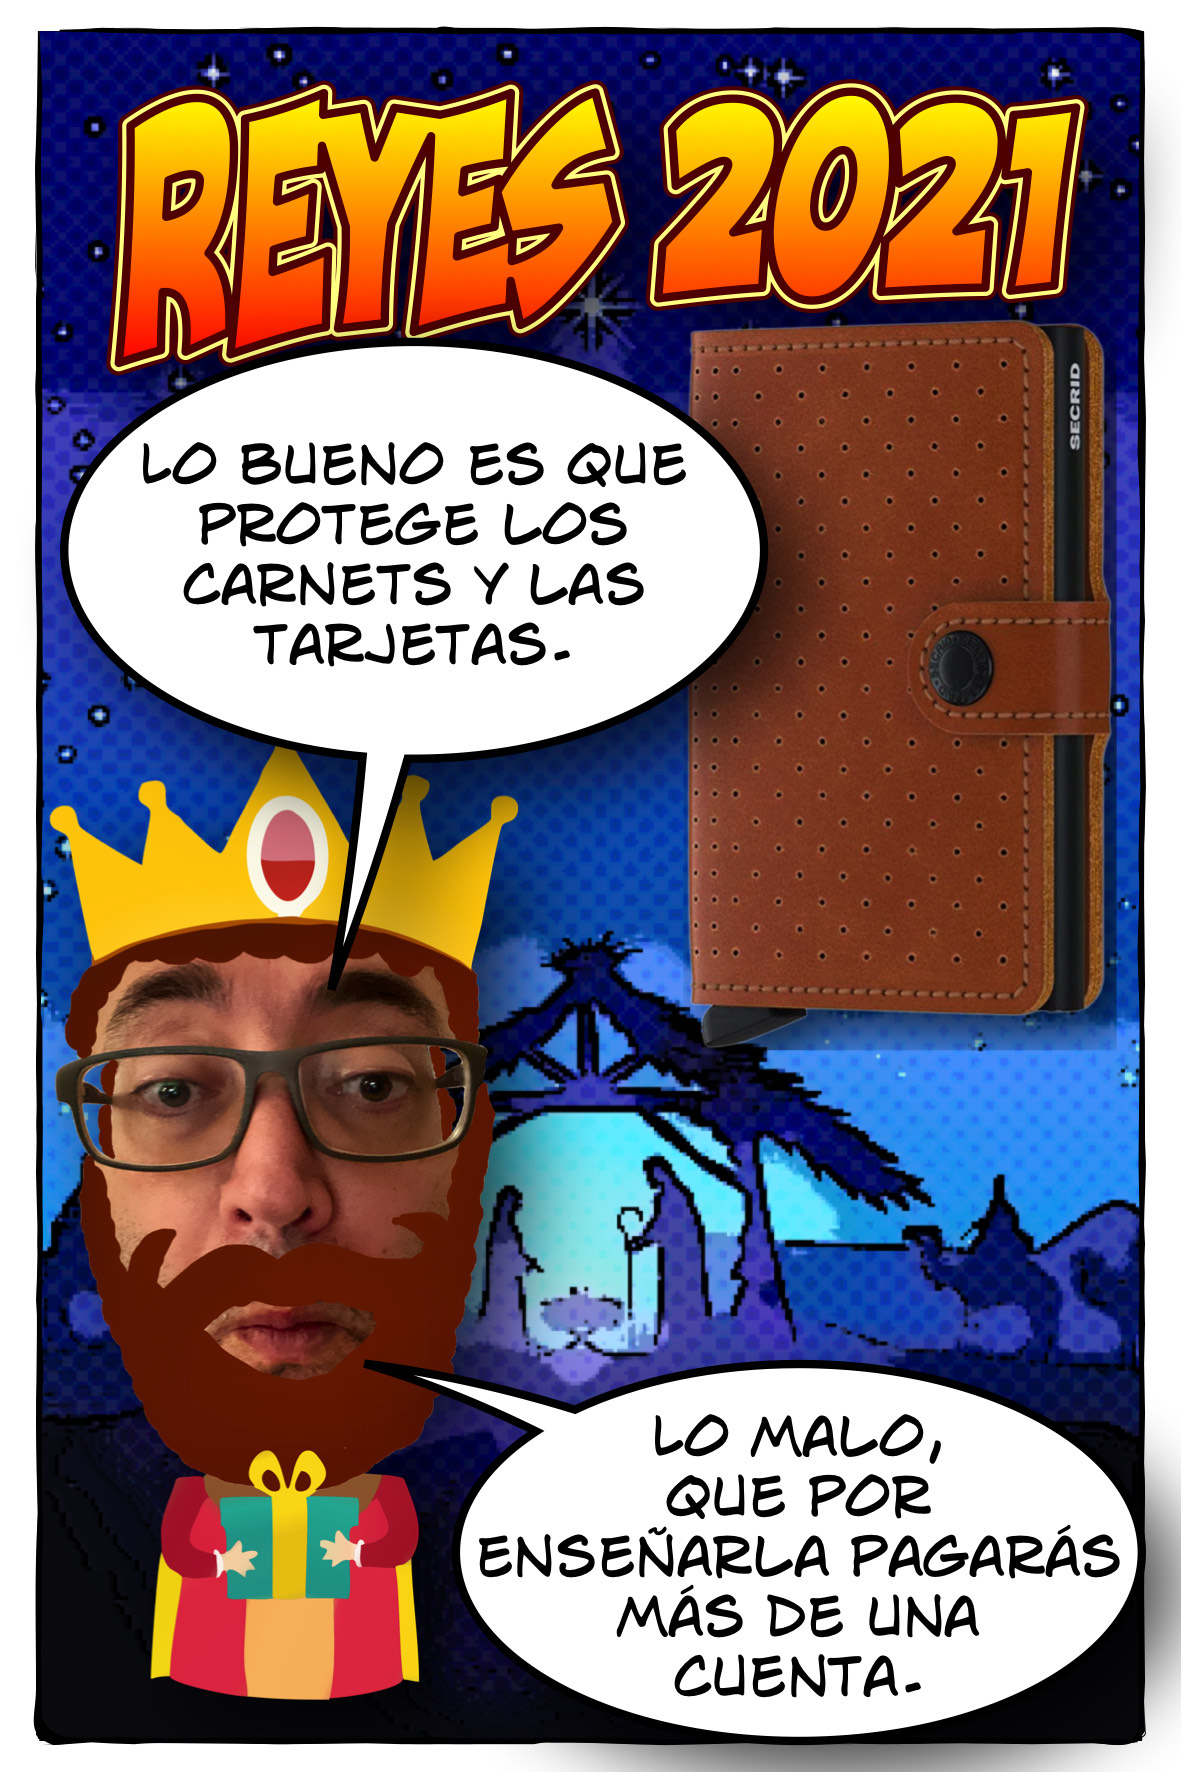 REYES 2021
SECRID
LO BUENO ES QUE
PROTEGE LOS
CARNETS Y LAS
TARJETAS.
LO MALO,
QUE POR
ENSEÑARLA PAGARÁS
MÁS DE UNA
CUENTA.